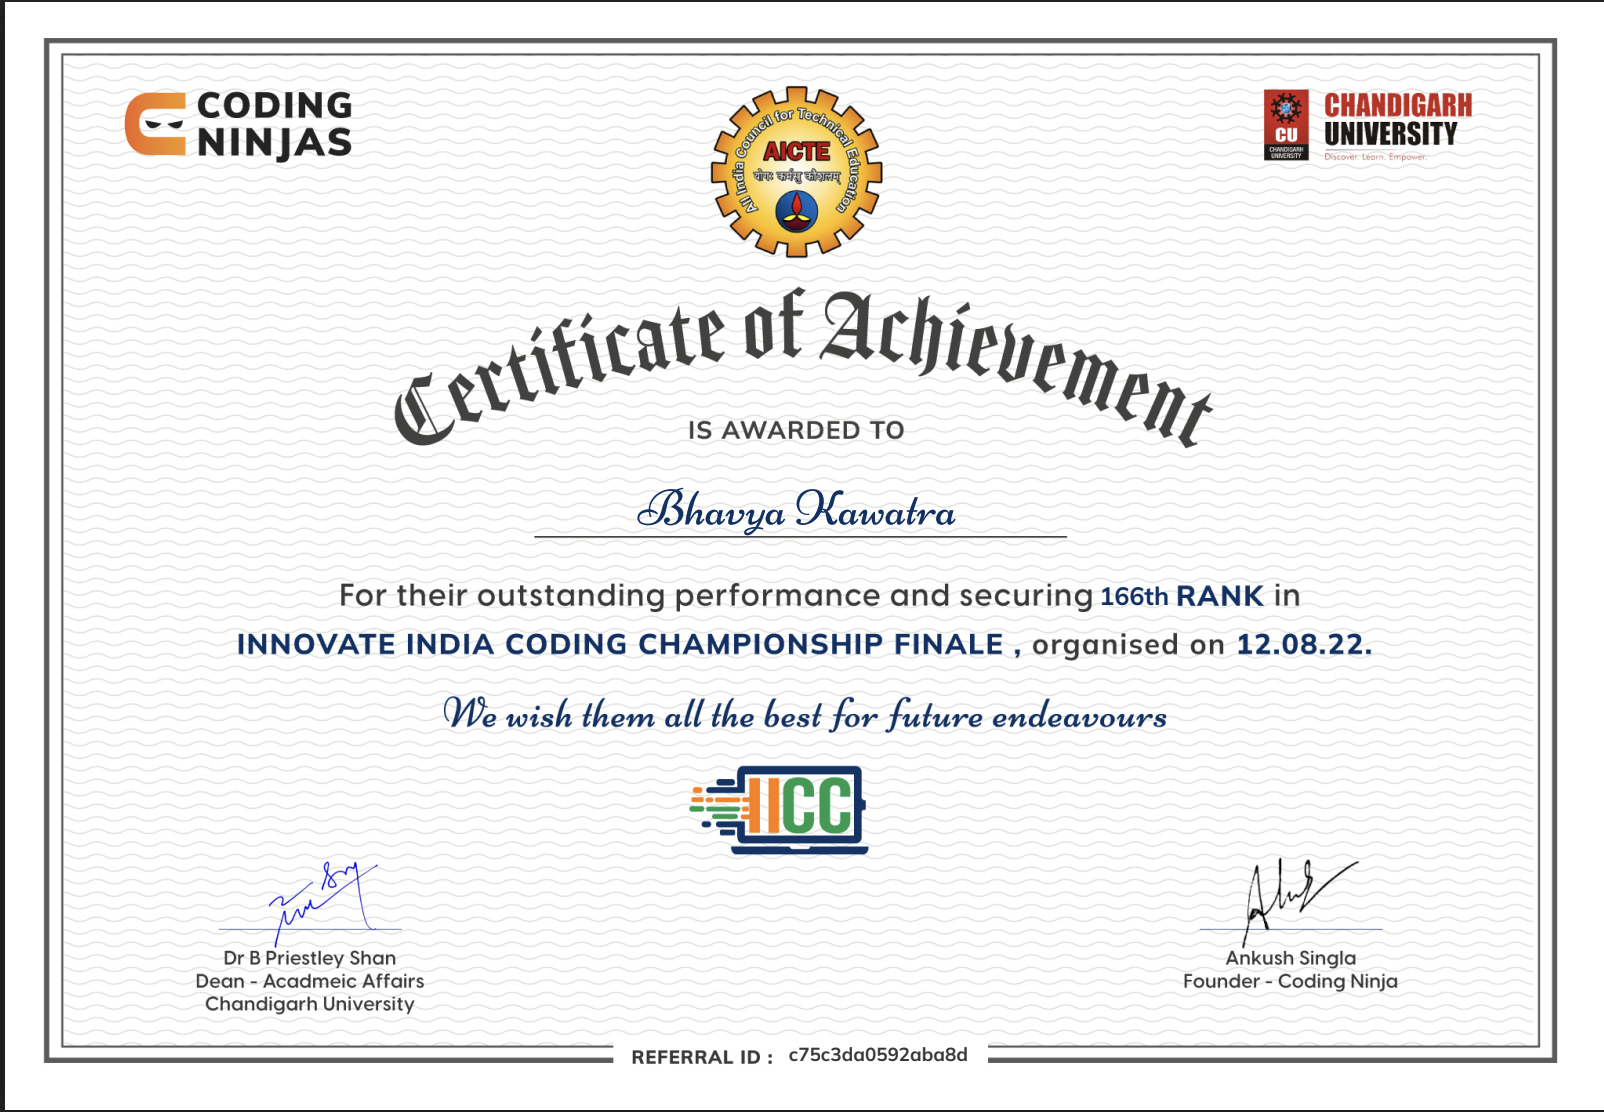 CODING
NINJAS
All India Council for Technical Education
AICTE
योगः कर्मसु कौशलम्
CU
CHANDIGARH
UNIVERSITY
CHANDIGARH
UNIVERSITY
Discover. Learn. Empower.
Certificate of Achievement
IS AWARDED TO
Bhavya Kawatra
For their outstanding performance and securing 166th RANK in
INNOVATE INDIA CODING CHAMPIONSHIP FINALE , organised on 12.08.22.
We wish them all the best for future endeavours
IICC
Dr B Priestley Shan
Dean - Acadmeic Affairs
Chandigarh University
Ankush Singla
Founder - Coding Ninja
REFERRAL ID : c75c3da0592aba8d